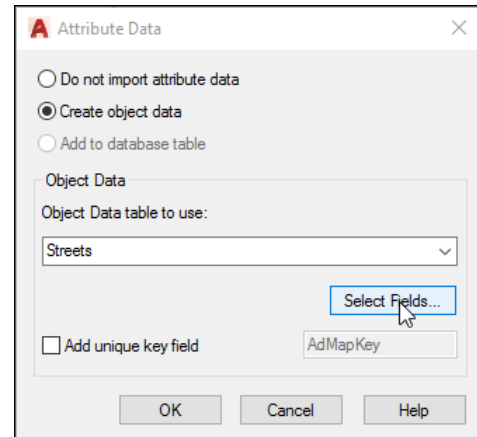 Attribute Data
Do not import attribute data
Create object data
Add to database table
Object Data
Object Data table to use:
Streets
Select Fields...
Add unique key field
AdMapKey
OK
Cancel
Help